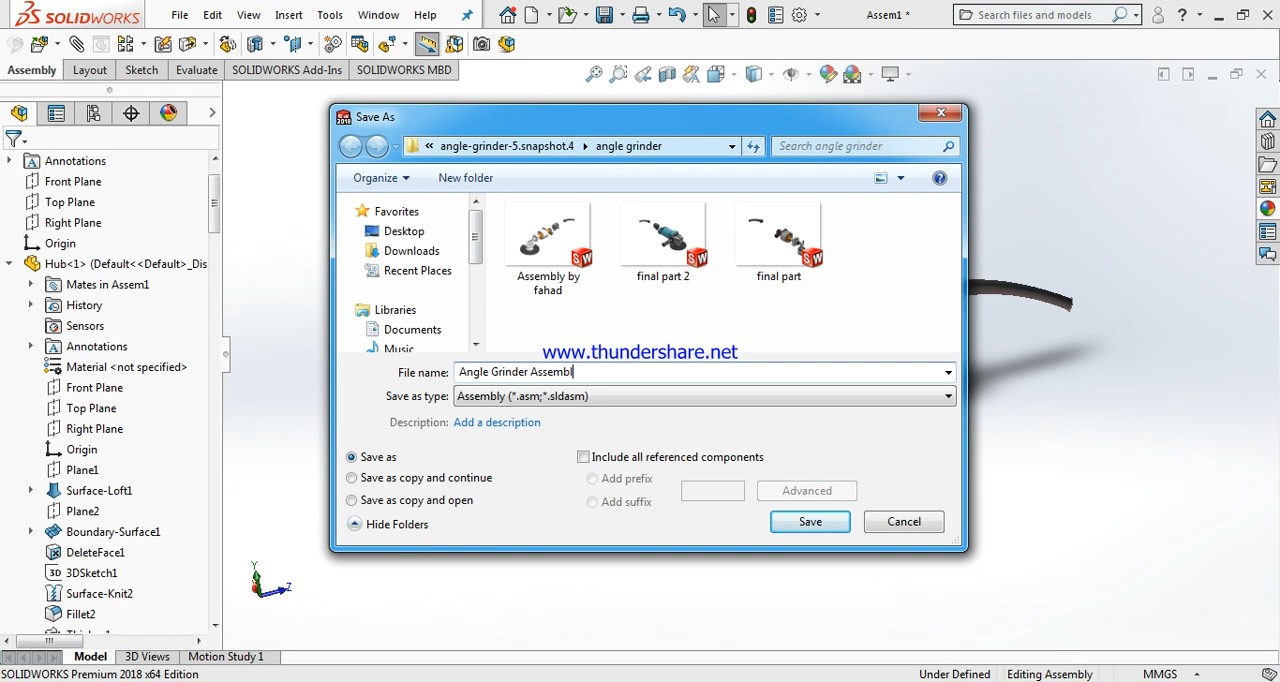 SOLIDWORKS
File Edit View Insert Tools Window Help
Assem1 *
Search files and models
Assembly Layout Sketch Evaluate SOLIDWORKS Add-Ins SOLIDWORKS MBD
Annotations
Front Plane
Top Plane
Right Plane
Origin
Hub<1> (Default<<Default>_Dis
Mates in Assem1
History
Sensors
Annotations
Material <not specified>
Front Plane
Top Plane
Right Plane
Origin
Plane1
Surface-Loft1
Plane2
Boundary-Surface1
DeleteFace1
3D 3DSketch1
Surface-Knit2
Fillet2
Save As
« angle-grinder-5.snapshot.4 angle grinder
Search angle grinder
Organize New folder
Favorites
Desktop
Downloads
Recent Places
Libraries
Documents
Music
Assembly by
fahad
final part 2
final part
www.thundershare.net
File name: Angle Grinder Assembl
Save as type: Assembly (*.asm;*.sldasm)
Description: Add a description
Save as
Save as copy and continue
Save as copy and open
Include all referenced components
Add prefix
Add suffix
Advanced
Hide Folders
Save Cancel
Y
Z
Model 3D Views Motion Study 1
SOLIDWORKS Premium 2018 x64 Edition
Under Defined Editing Assembly MMGS